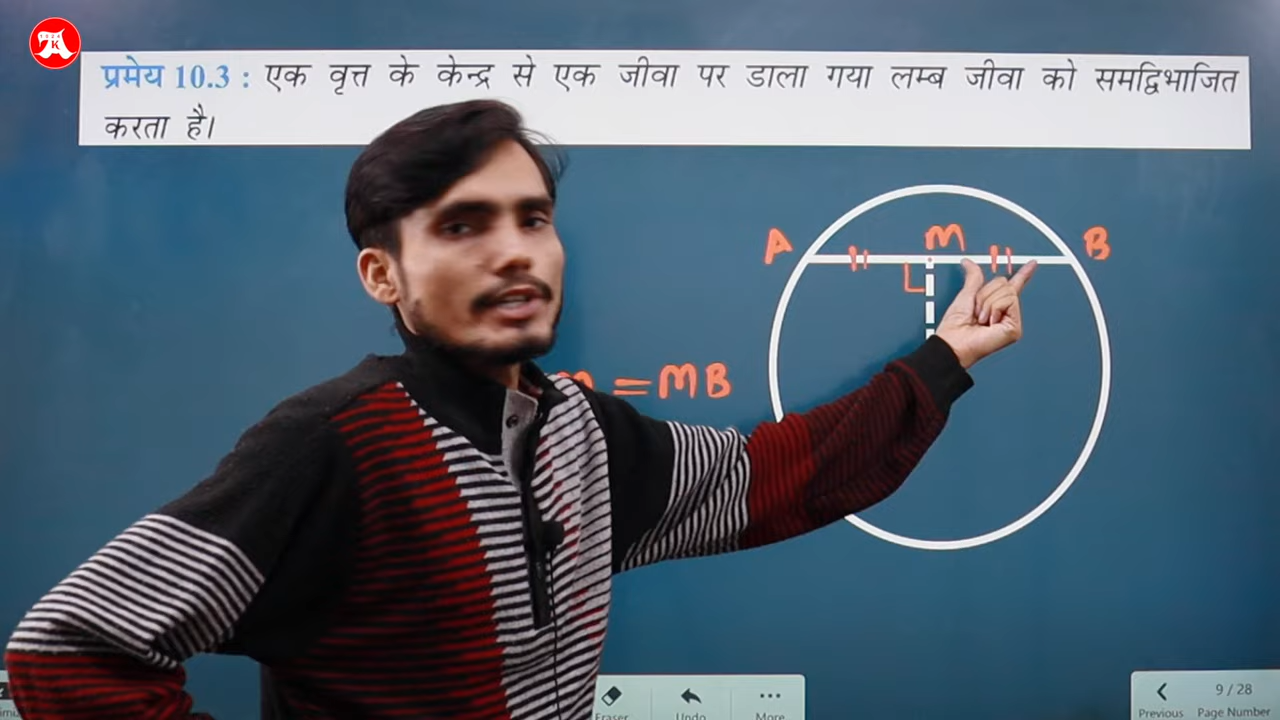 प्रमेय 10.3 : एक वृत्त के केन्द्र से एक जीवा पर डाला गया लम्ब जीवा को समद्विभाजित
करता है।
A M B
= MB
Eraser Undo More
9 / 28
Previous Page Number